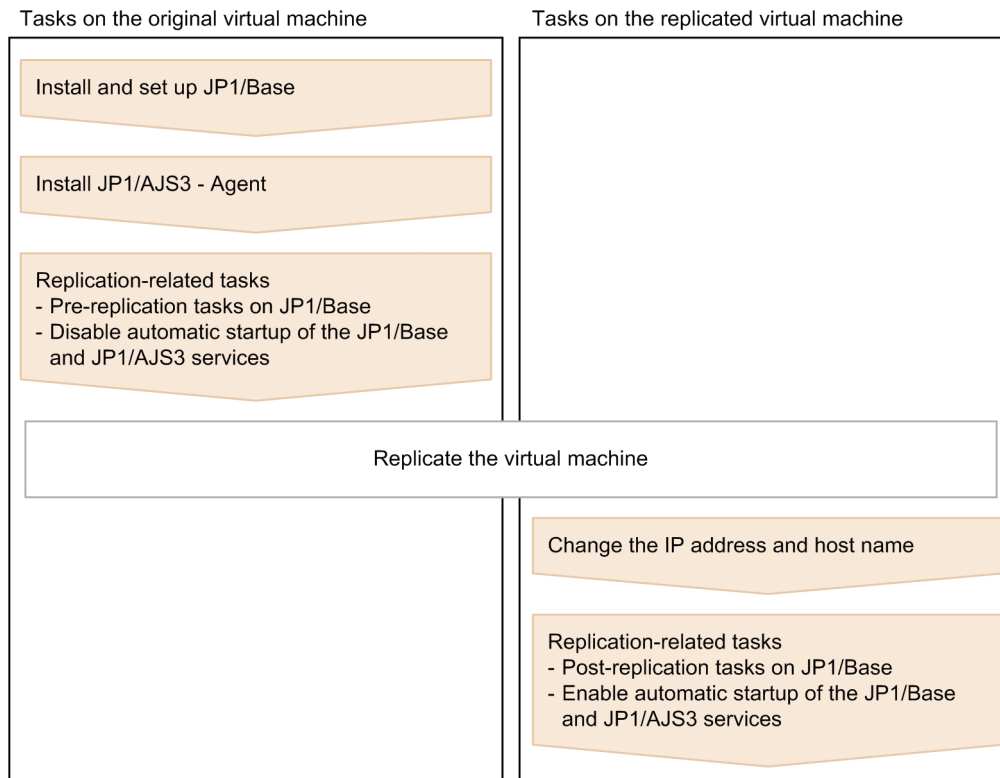 Tasks on the original virtual machine
Tasks on the replicated virtual machine
Install and set up JP1/Base
Install JP1/AJS3 - Agent
Replication-related tasks
- Pre-replication tasks on JP1/Base
- Disable automatic startup of the JP1/Base
and JP1/AJS3 services
Replicate the virtual machine
Change the IP address and host name
Replication-related tasks
- Post-replication tasks on JP1/Base
- Enable automatic startup of the JP1/Base
and JP1/AJS3 services